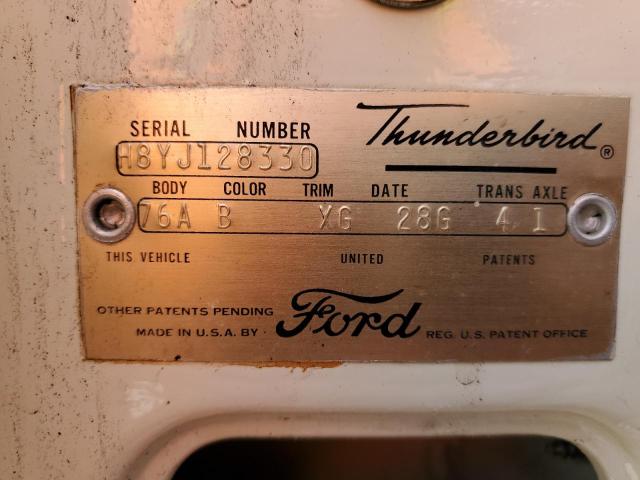 Thunderbird®
SERIAL NUMBER
H8YJ128330
BODY COLOR TRIM DATE TRANS AXLE
76A B XG 28G 4 1
THIS VEHICLE UNITED PATENTS
OTHER PATENTS PENDING
MADE IN U.S.A. BY · Ford REG. U.S. PATENT OFFICE